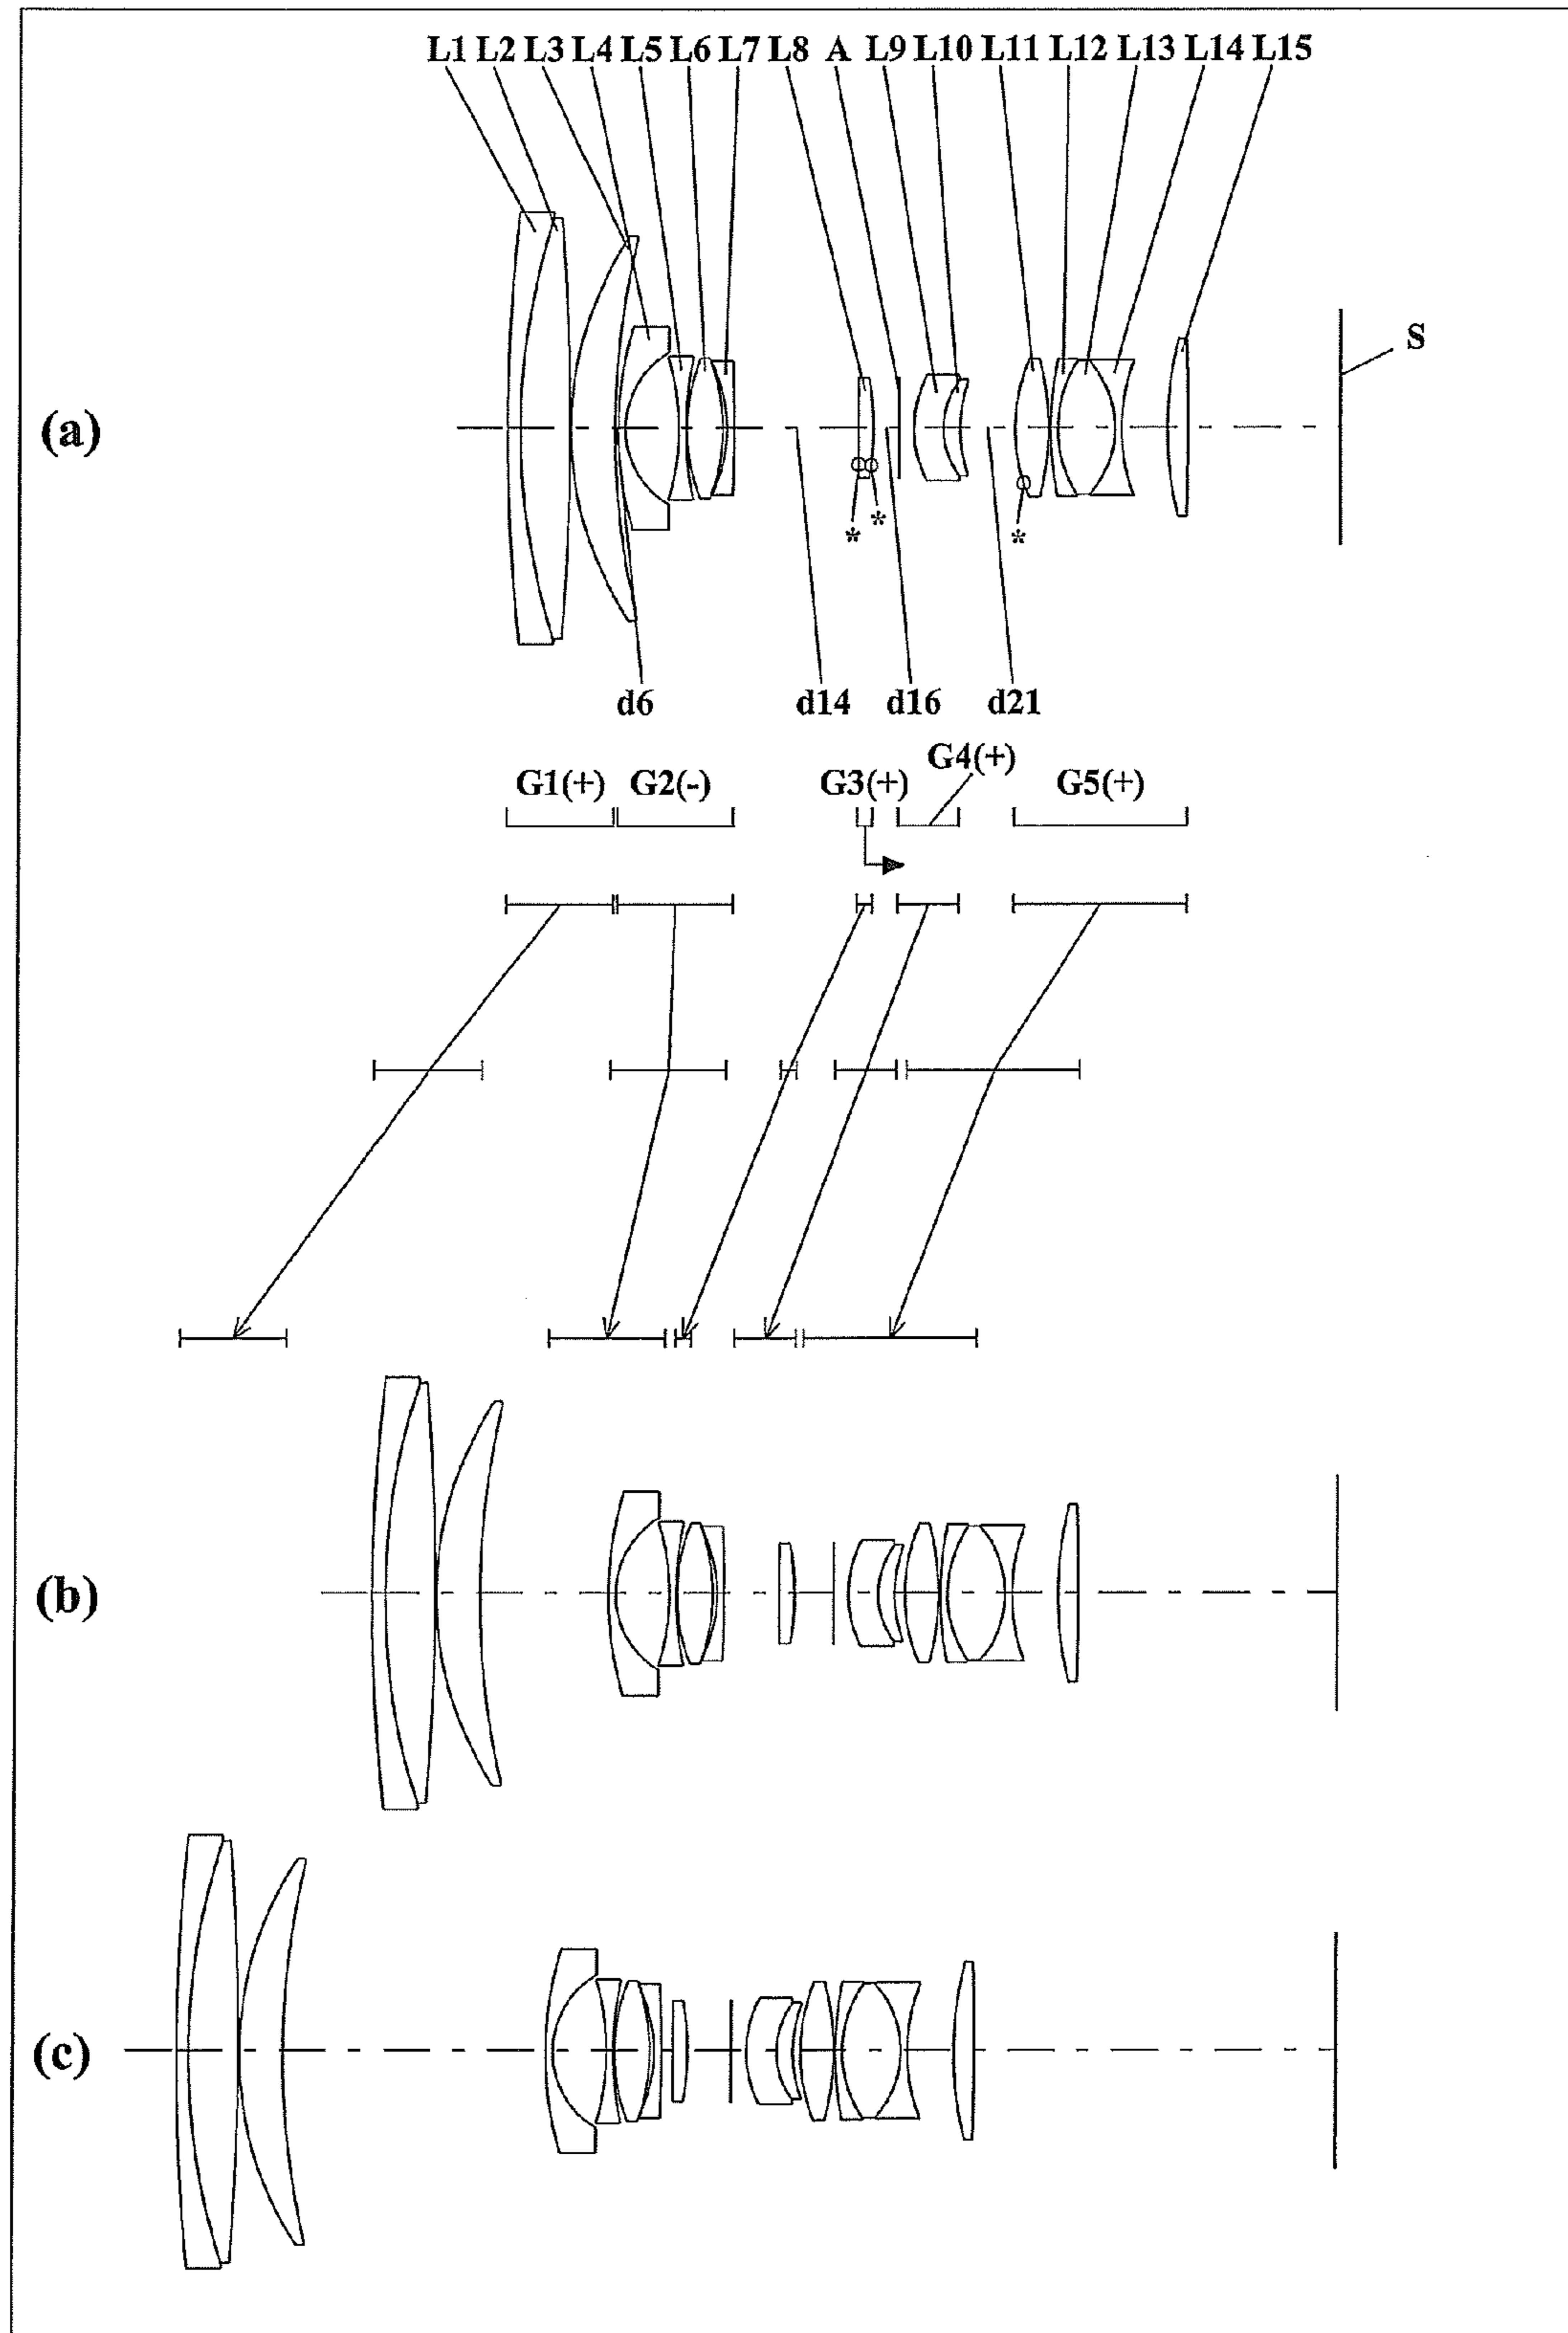 L1 L2 L3 L4 L5 L6 L7 L8 A L9 L10 L11 L12 L13 L14 L15
S
(a)
* * *
d6 d14 d16 d21
G4(+)
G1(+) G2(-) G3(+) G5(+)
(b)
(c)